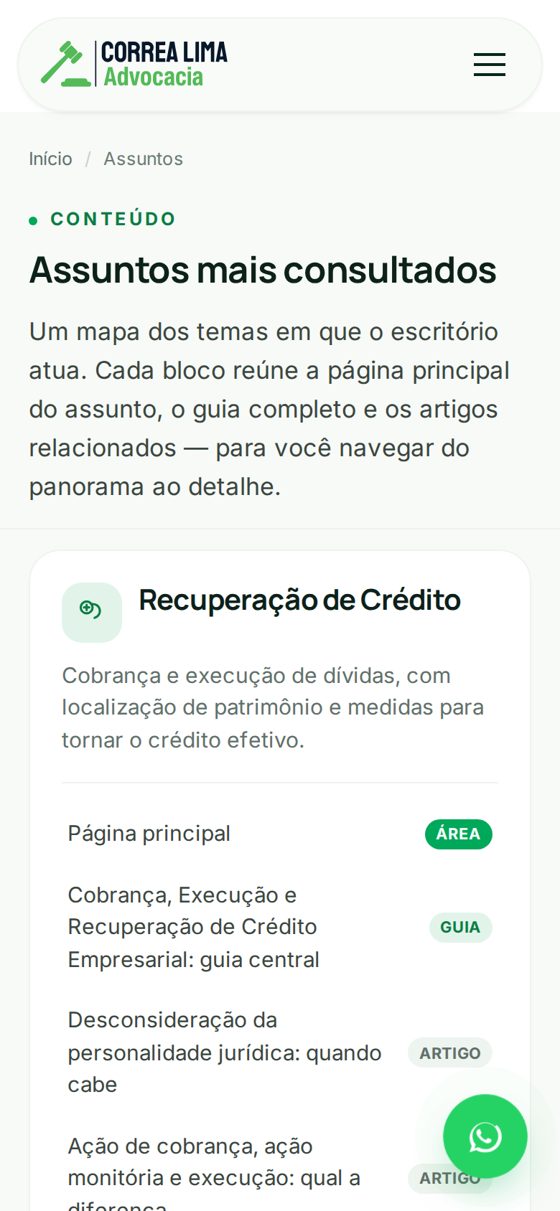 CORREA LIMA
Advocacia
Início / Assuntos
CONTEÚDO
Assuntos mais consultados
Um mapa dos temas em que o escritório
atua. Cada bloco reúne a página principal
do assunto, o guia completo e os artigos
relacionados — para você navegar do
panorama ao detalhe.
Recuperação de Crédito
Cobrança e execução de dívidas, com
localização de patrimônio e medidas para
tornar o crédito efetivo.
Página principal
ÁREA
Cobrança, Execução e
Recuperação de Crédito
Empresarial: guia central
GUIA
Desconsideração da
personalidade jurídica: quando
cabe
ARTIGO
Ação de cobrança, ação
monitória e execução: qual a
diferença
ARTIGO